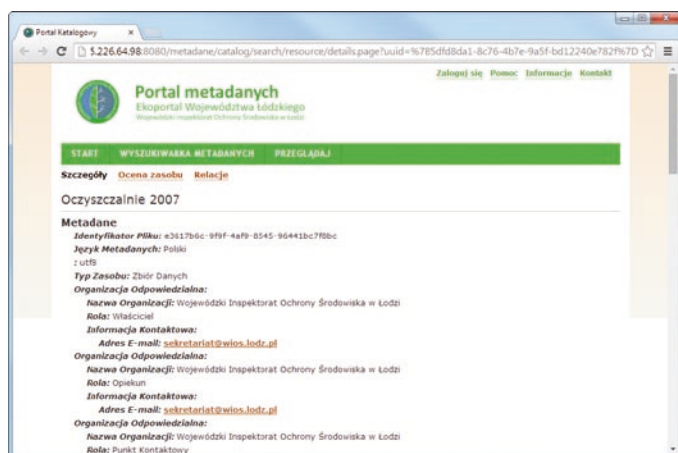 Portal Katalogowy
5.226.64.98:8080/metadane/catalog/search/resource/details.page?uuid=%785dfd8da1-8c76-4b7e-9a5f-bd12240e782f%7D
Zaloguj się Pomoc Informacje Kontakt
Portal metadanych
Ekoportal Województwa Łódzkiego
Wojewódzki Inspektorat Ochrony Środowiska w Łodzi
START WYSZUKIWARKA METADANYCH PRZEGLĄDAJ
Szczegóły Ocena zasobu Relacje
Oczyszczalnie 2007
Metadane
Identyfikator Pliku: e3617b6c-9f9f-4af9-8545-96441bc7f8bc
Język Metadanych: Polski
: utf8
Typ Zasobu: Zbiór Danych
Organizacja Odpowiedzialna:
Nazwa Organizacji: Wojewódzki Inspektorat Ochrony Środowiska w Łodzi
Rola: Właściciel
Informacja Kontaktowa:
Adres E-mail: sekretariat@wios.lodz.pl
Organizacja Odpowiedzialna:
Nazwa Organizacji: Wojewódzki Inspektorat Ochrony Środowiska w Łodzi
Rola: Opiekun
Informacja Kontaktowa:
Adres E-mail: sekretariat@wios.lodz.pl
Organizacja Odpowiedzialna:
Nazwa Organizacji: Wojewódzki Inspektorat Ochrony Środowiska w Łodzi
Rola: Punkt Kontaktowy